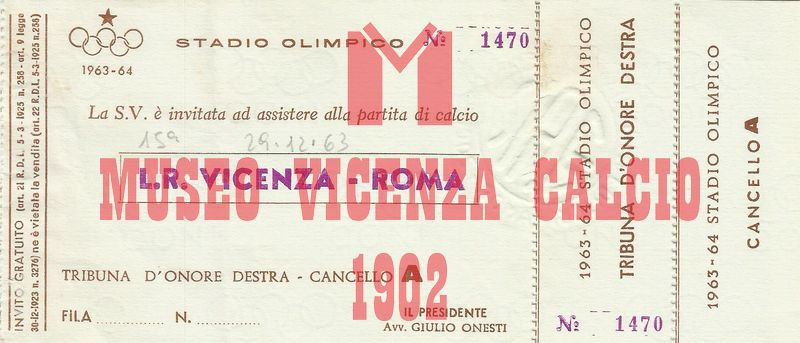 INVITO GRATUITO (art. 21 R.D.L. 5-3-1925 n. 258 - art. 9 legge
30-12-1923 n. 3276) ne è vietata la vendita (art. 22 R.D.L. 5-3-1925 n. 258)
1963-64
STADIO OLIMPICO
№ 1470
La S.V. è invitata ad assistere alla partita di calcio
15a 29.12.63
L.R. VICENZA - ROMA
TRIBUNA D'ONORE DESTRA - CANCELLO A
FILA ............... N. ...............
IL PRESIDENTE
Avv. GIULIO ONESTI
1963-64 STADIO OLIMPICO
TRIBUNA D'ONORE DESTRA
№ 1470
1963-64 STADIO OLIMPICO
CANCELLO A
M
MUSEO VICENZA CALCIO
1902